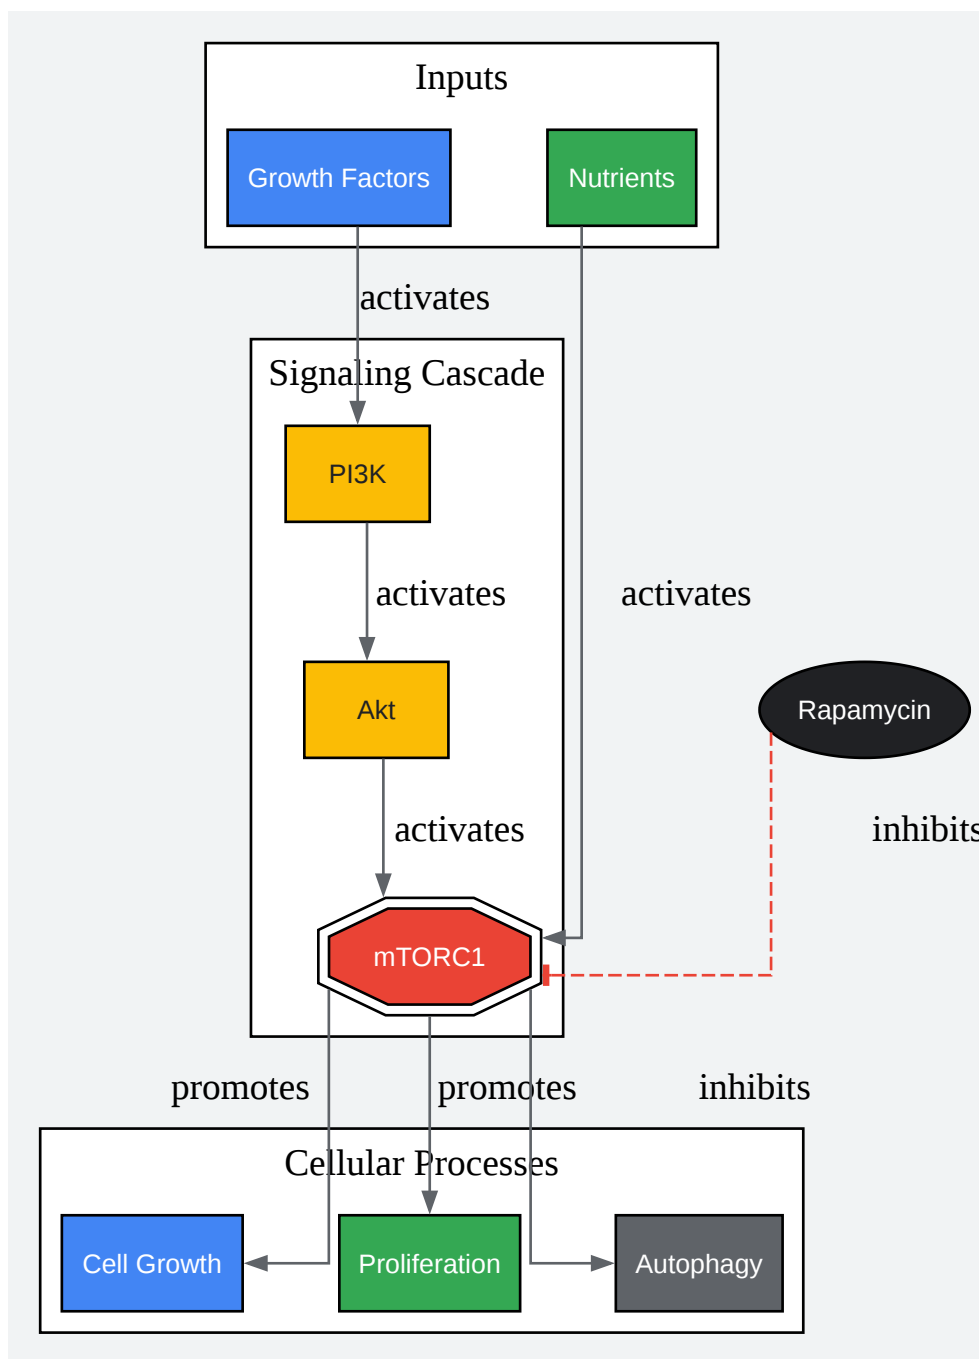 Inputs
Growth Factors
Nutrients
activates
Signaling Cascade
PI3K
activates
activates
Akt
Rapamycin
activates
inhibits
mTORC1
promotes
promotes
inhibits
Cellular Processes
Cell Growth
Proliferation
Autophagy